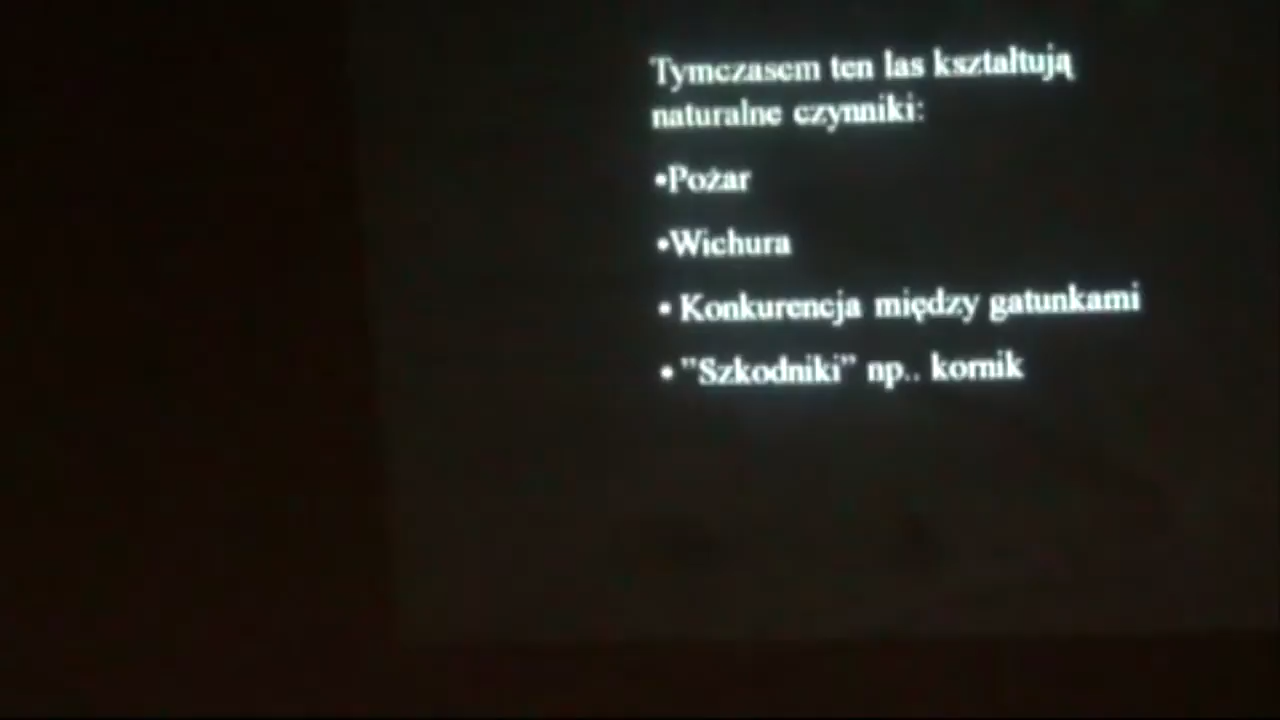 Tymczasem ten las kształtują
naturalne czynniki:
•Pożar
•Wichura
• Konkurencja między gatunkami
• "Szkodniki" np.. kornik